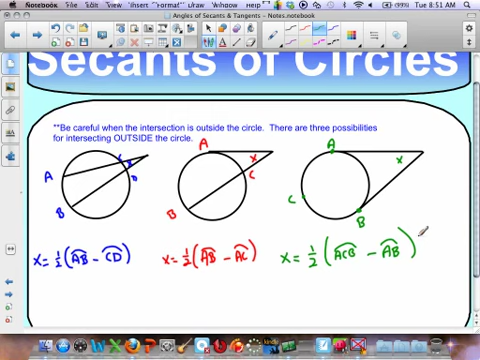 Notebook File Edit View Insert Format
Tue 8:51 AM
Angles of Secants & Tangents - Notes.notebook
Secants of Circles
**Be careful when the intersection is outside the circle. There are three possibilities
for intersecting OUTSIDE the circle.
A B C D x
A B C x
A B C x
x = 1/2 (AB - CD)
x = 1/2 (AB - AC)
x = 1/2 (ACB - AB)